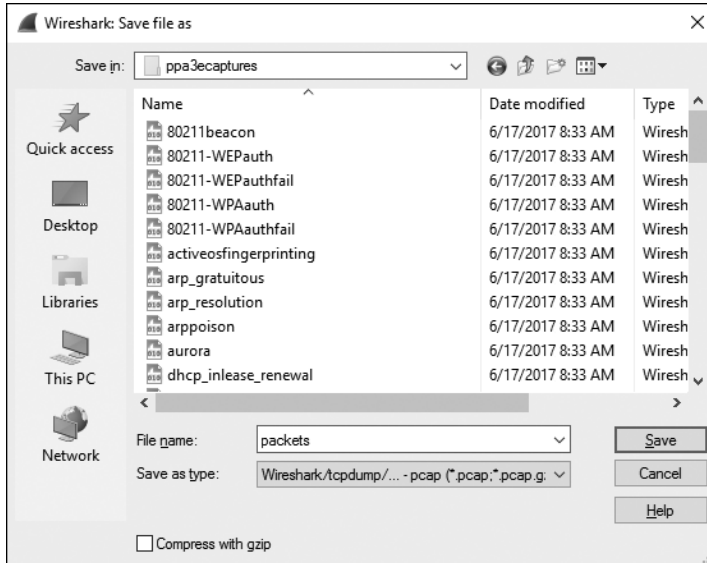 Wireshark: Save file as
Save in: ppa3ecaptures
Quick access
Desktop
Libraries
This PC
Network
Name Date modified Type
80211beacon 6/17/2017 8:33 AM Wiresh
80211-WEPauth 6/17/2017 8:33 AM Wiresh
80211-WEPauthfail 6/17/2017 8:33 AM Wiresh
80211-WPAauth 6/17/2017 8:33 AM Wiresh
80211-WPAauthfail 6/17/2017 8:33 AM Wiresh
activeosfingerprinting 6/17/2017 8:33 AM Wiresh
arp_gratuitous 6/17/2017 8:33 AM Wiresh
arp_resolution 6/17/2017 8:33 AM Wiresh
arppoison 6/17/2017 8:33 AM Wiresh
aurora 6/17/2017 8:33 AM Wiresh
dhcp_inlease_renewal 6/17/2017 8:33 AM Wiresh
File name: packets Save
Save as type: Wireshark/tcpdump/... - pcap (*.pcap;*.pcap.g: Cancel
Help
Compress with gzip